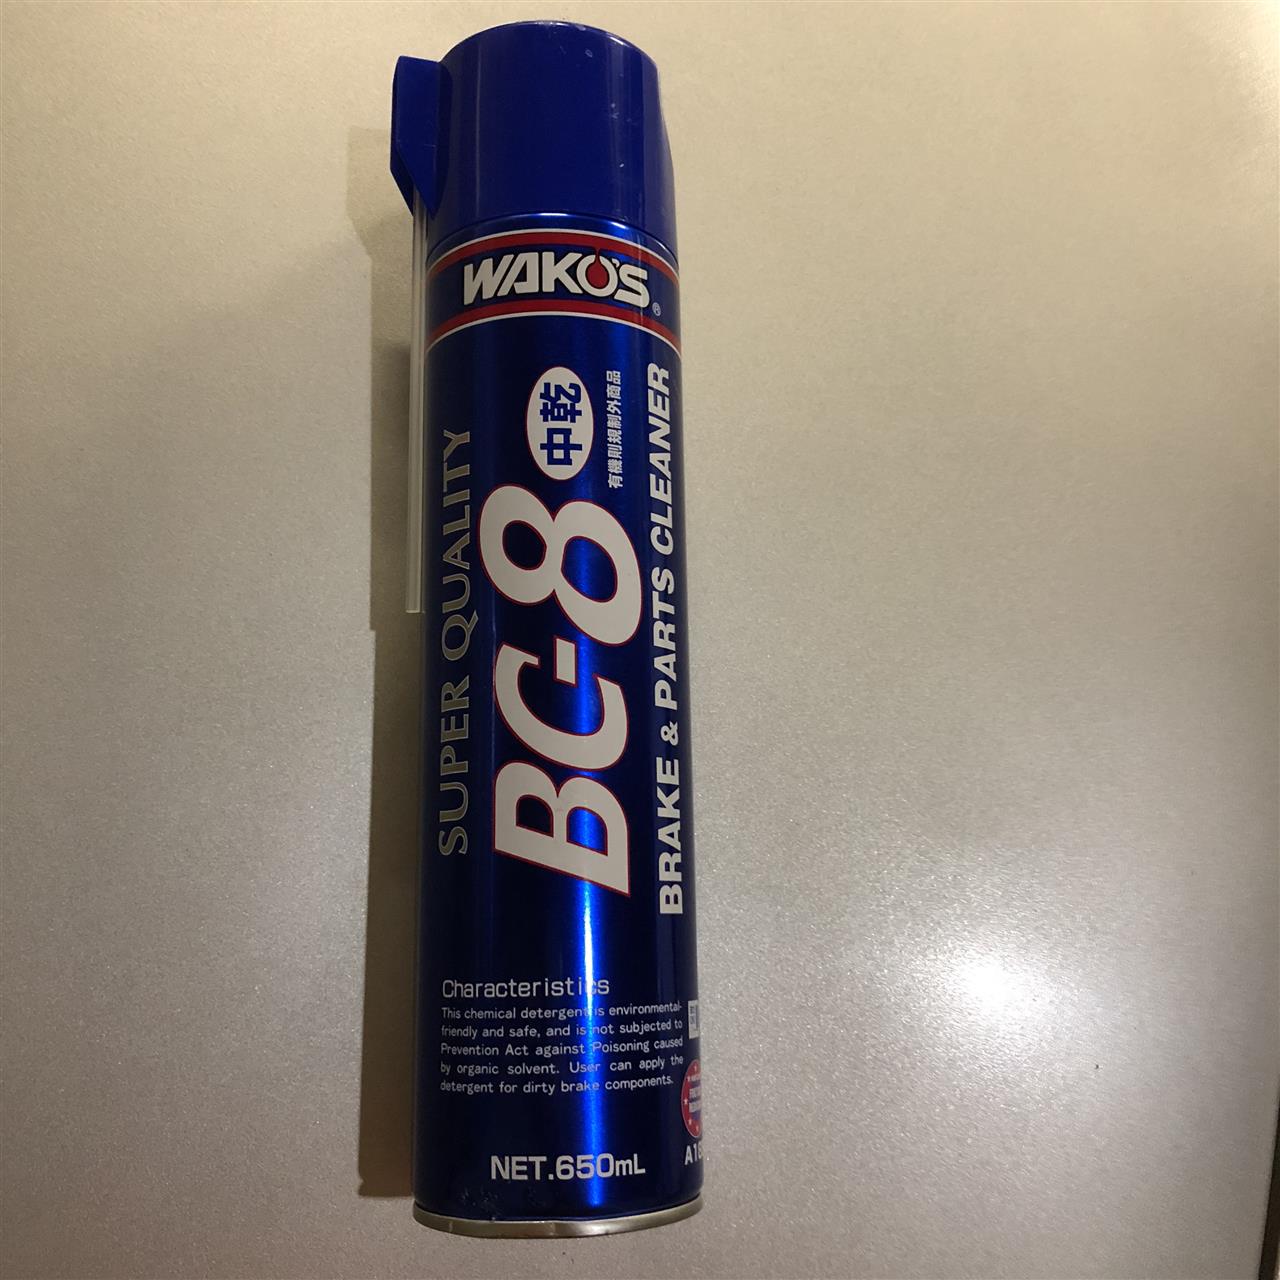 WAKO'S®
SUPER QUALITY
BC-8
中乾
有機則規制外商品
BRAKE & PARTS CLEANER
Characteristics
This chemical detergent is environmental-
friendly and safe, and is not subjected to
Prevention Act against Poisoning caused
by organic solvent. User can apply the
detergent for dirty brake components.
NET.650mL